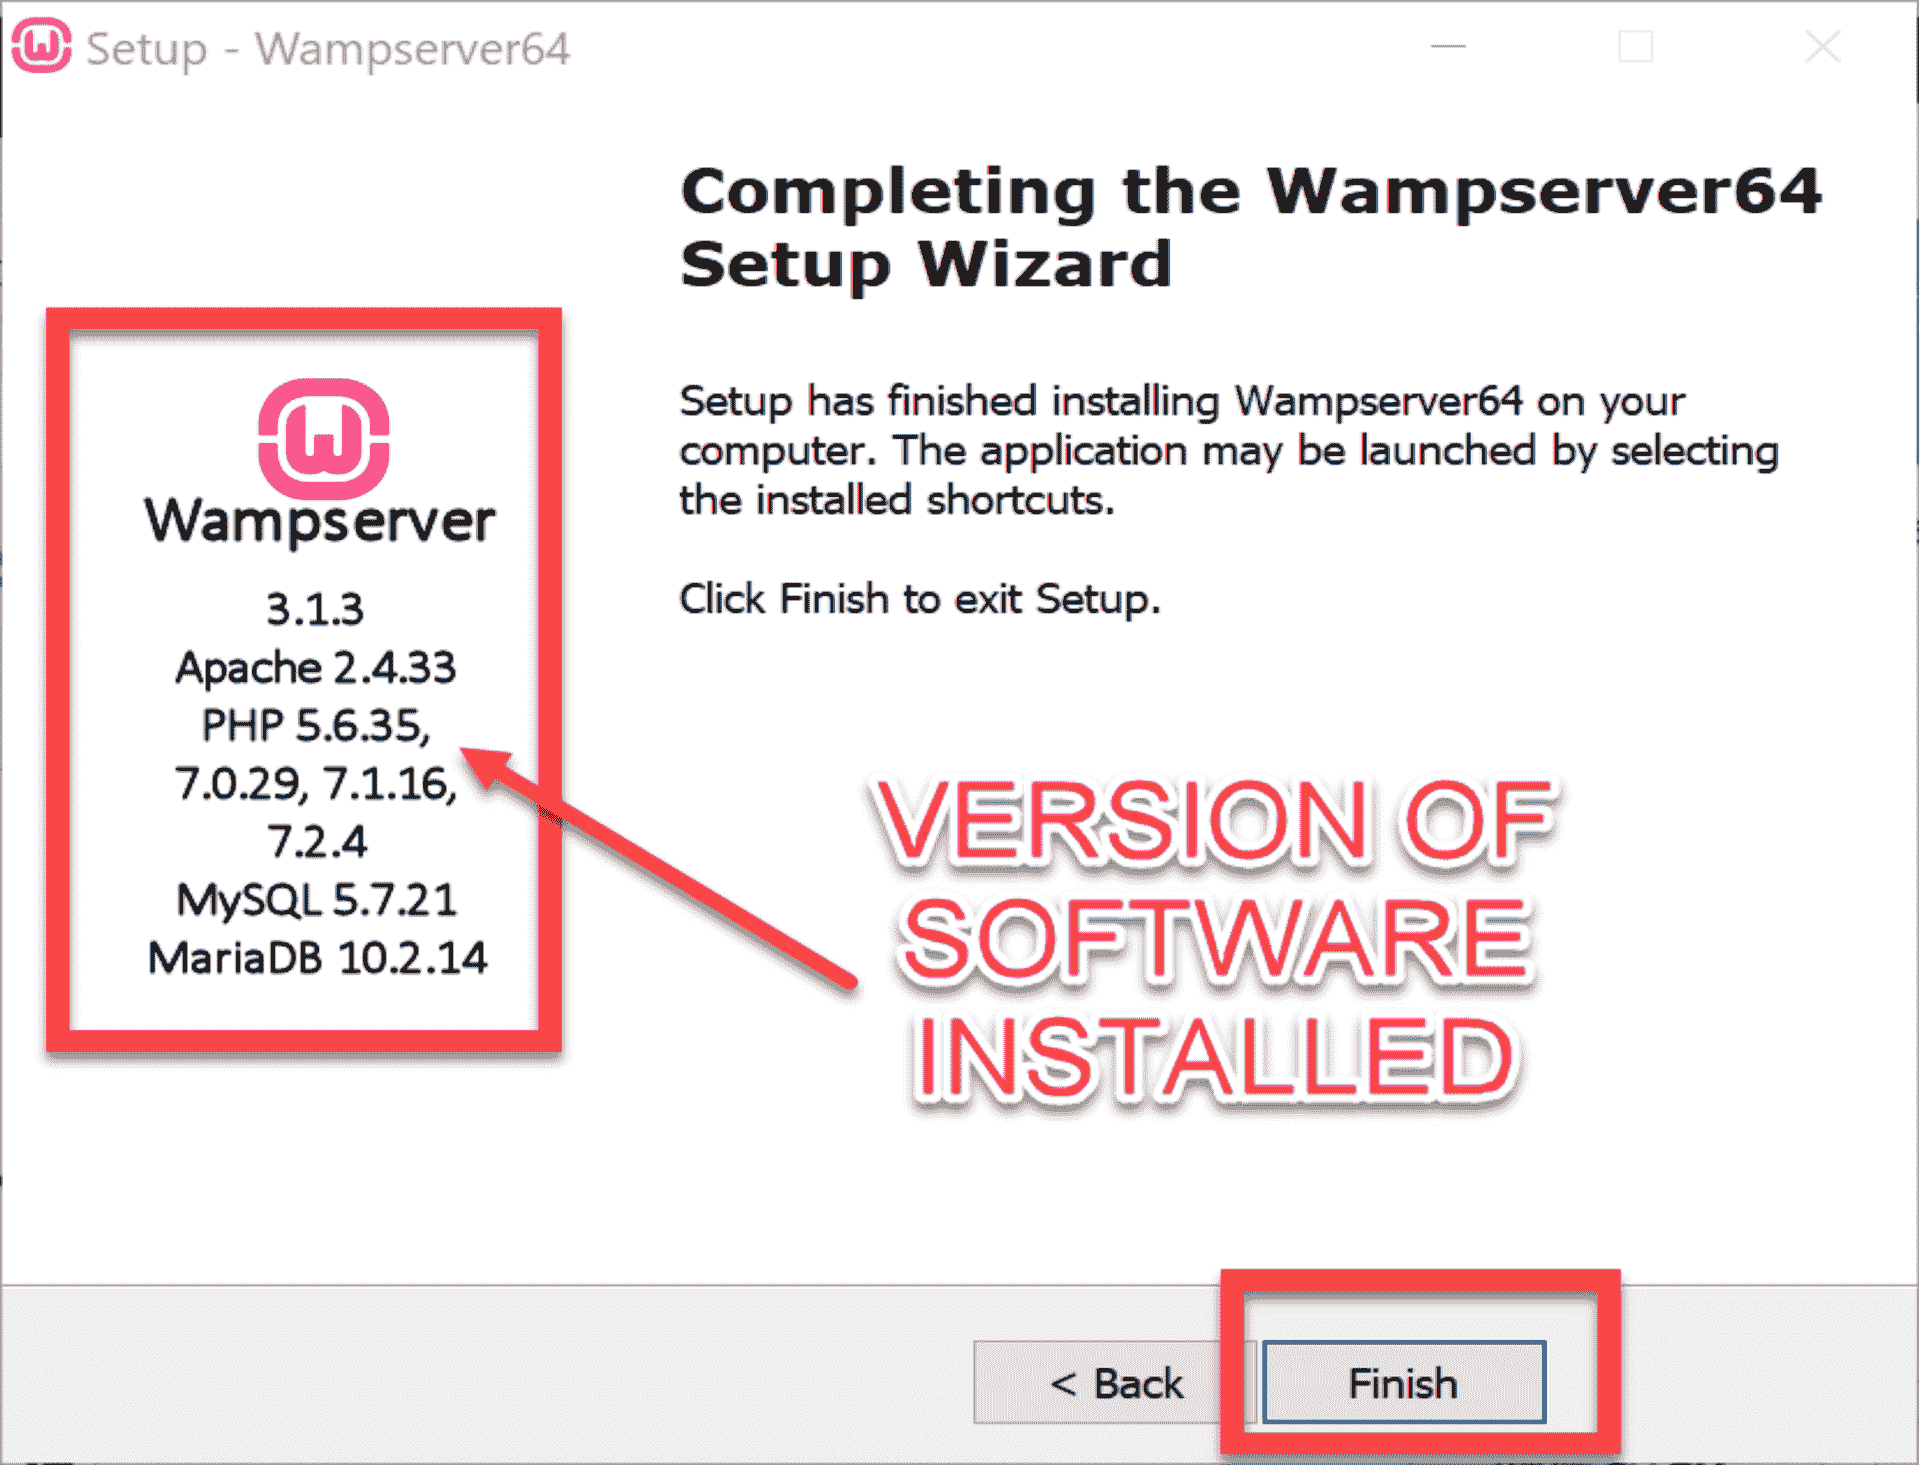 Setup - Wampserver64
Completing the Wampserver64
Setup Wizard
Setup has finished installing Wampserver64 on your
computer. The application may be launched by selecting
the installed shortcuts.
Click Finish to exit Setup.
Wampserver
3.1.3
Apache 2.4.33
PHP 5.6.35,
7.0.29, 7.1.16,
7.2.4
MySQL 5.7.21
MariaDB 10.2.14
VERSION OF
SOFTWARE
INSTALLED
< Back
Finish